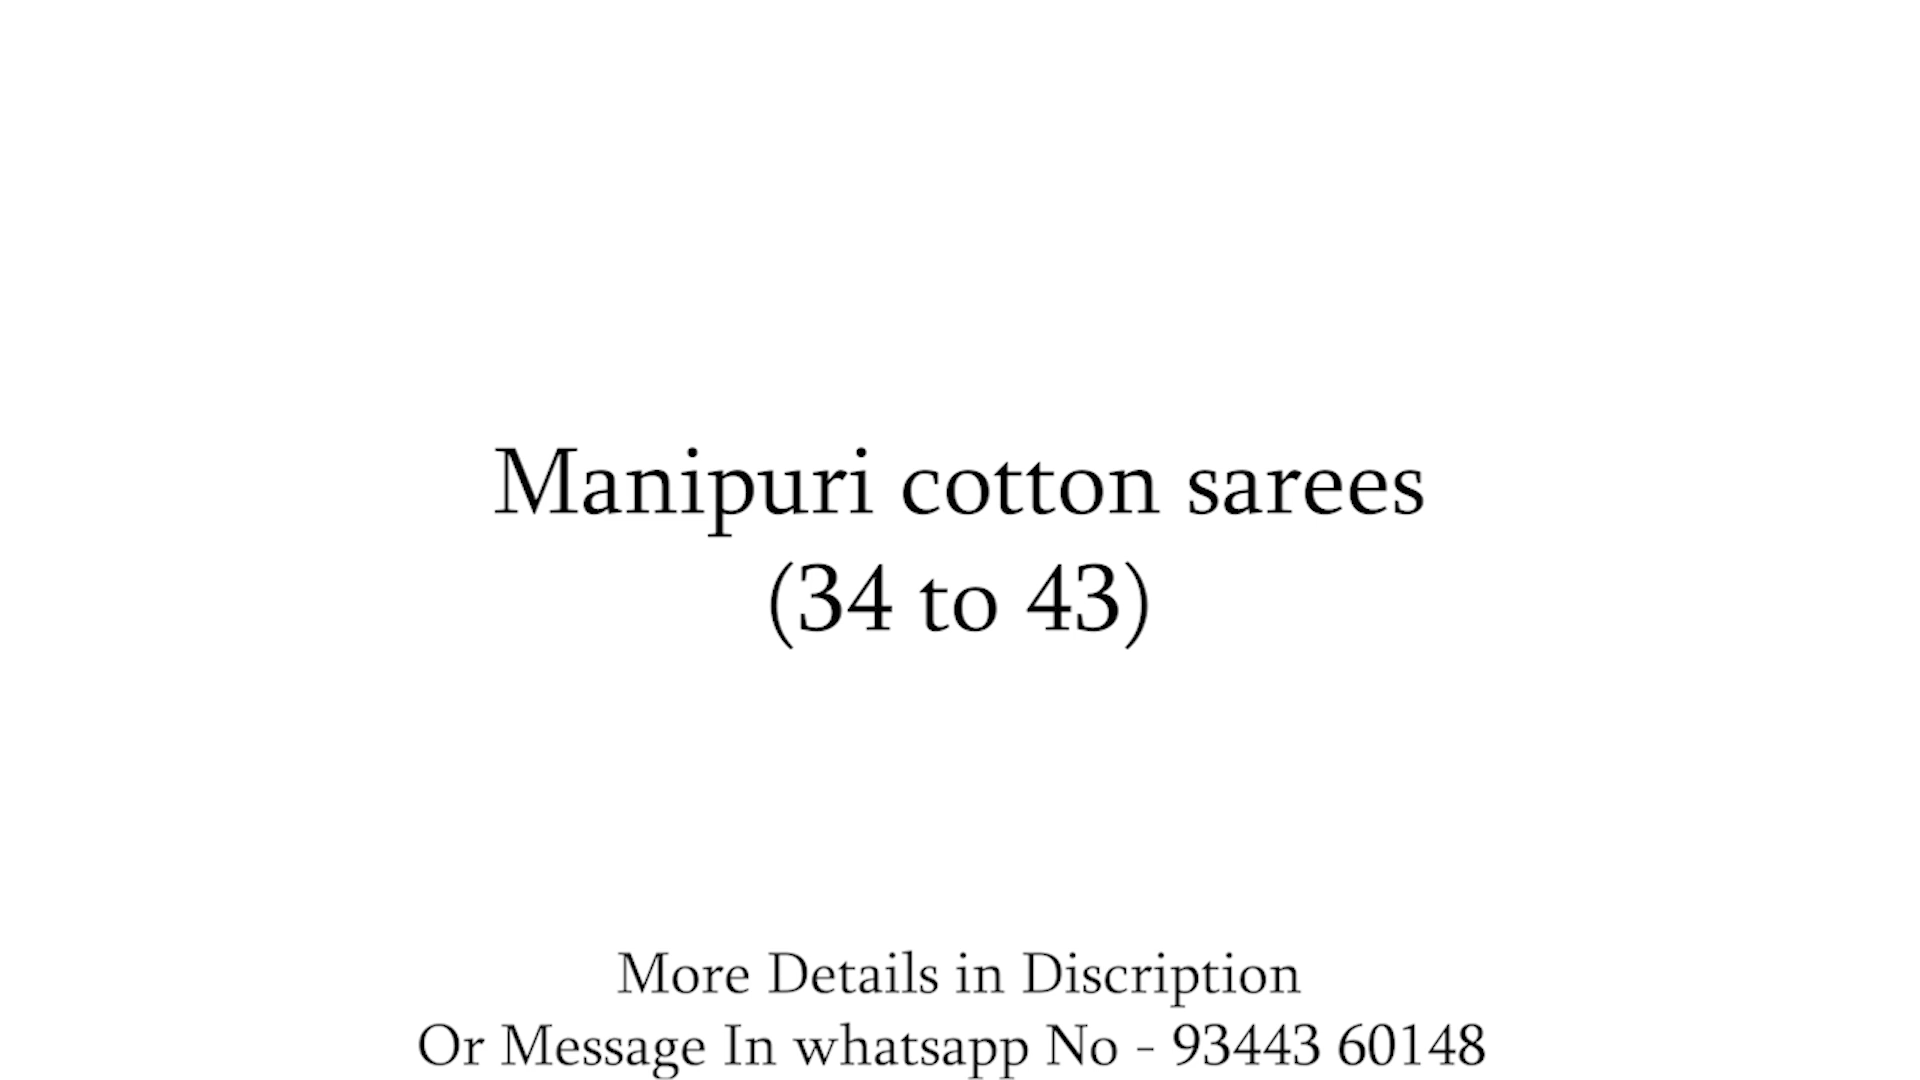 Manipuri cotton sarees
(34 to 43)
More Details in Discription
Or Message In whatsapp No - 93443 60148